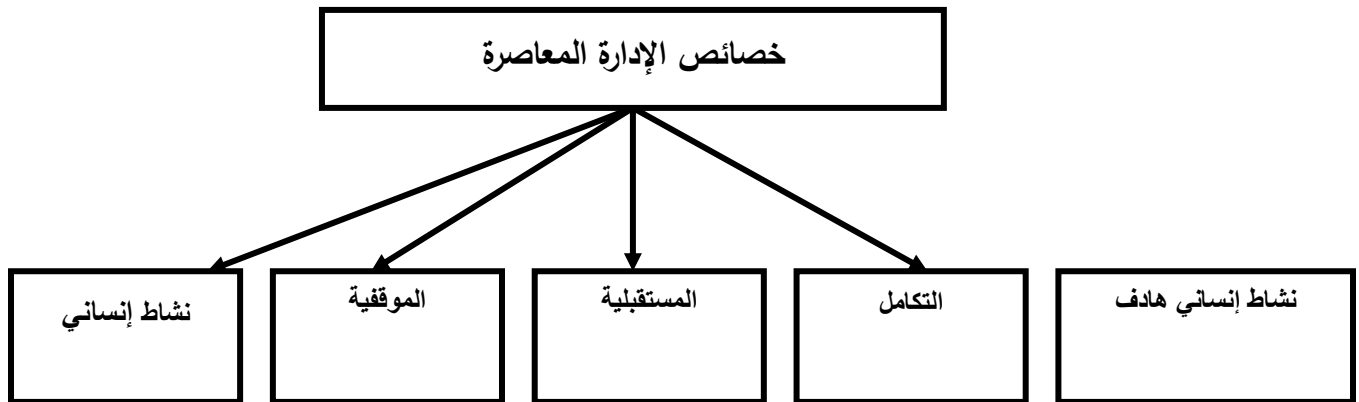 خصائص الإدارة المعاصرة
نشاط إنساني هادف
التكامل
المستقبلية
الموقفية
نشاط إنساني